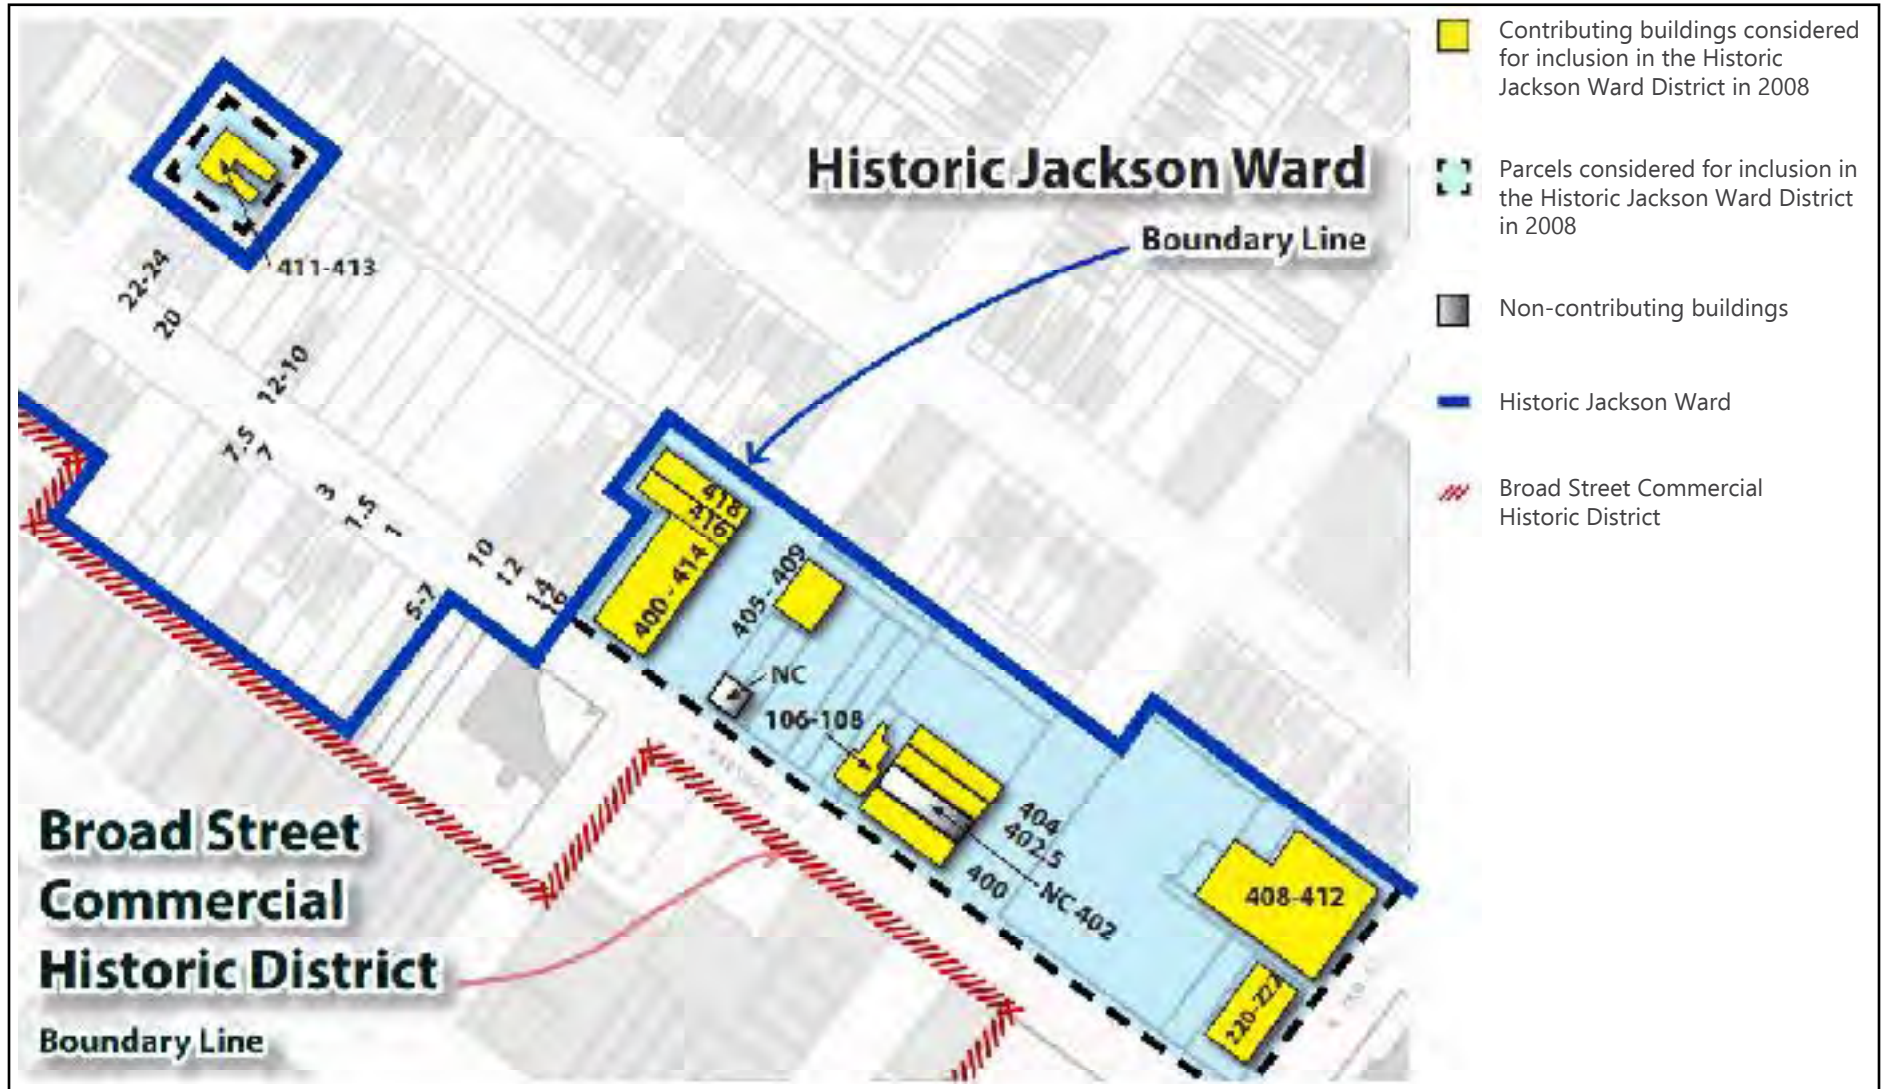 Contributing buildings considered
for inclusion in the Historic
Jackson Ward District in 2008
Parcels considered for inclusion in
the Historic Jackson Ward District
in 2008
Non-contributing buildings
Historic Jackson Ward
Broad Street Commercial
Historic District
Historic Jackson Ward
Boundary Line
411-413
22-24
20
12-10
7.5
7
3
1.5
1
5-7
10
12
14
16
418
416
400 - 414
405 - 409
NC
106-108
404
402.5
400
NC 402
408-412
220-222
Broad Street
Commercial
Historic District
Boundary Line